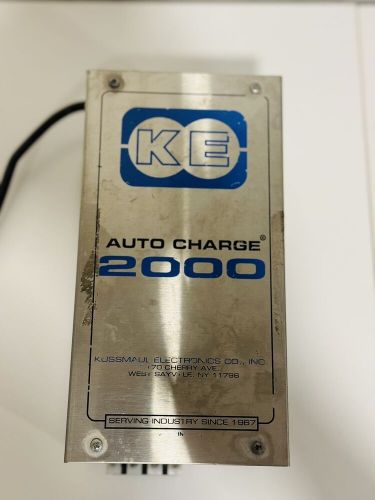 KE
AUTO CHARGE®
2000
KUSSMAUL ELECTRONICS CO., INC.
170 CHERRY AVE.
WEST SAYVILLE, NY 11796
SERVING INDUSTRY SINCE 1967